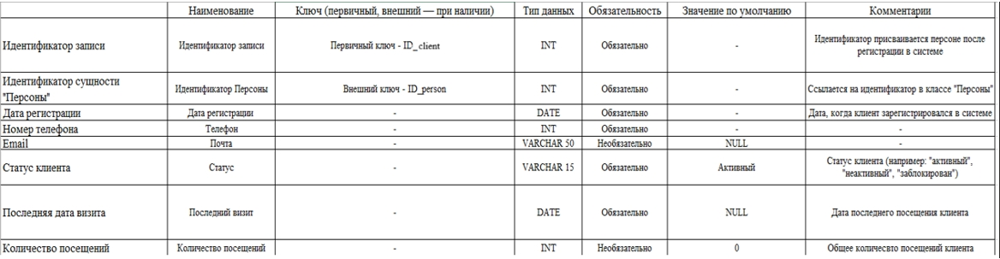 Наименование Ключ (первичный, внешний — при наличии) Тип данных Обязательность Значение по умолчанию Комментарии
Идентификатор записи Идентификатор записи Первичный ключ - ID_client INT Обязательно - Идентификатор присваивается персоне после
регистрации в системе
Идентификатор сущности
"Персоны" Идентификатор Персоны Внешний ключ - ID_person INT Обязательно - Ссылается на идентификатор в классе "Персоны"
Дата регистрации Дата регистрации - DATE Обязательно - Дата, когда клиент зарегистрировался в системе
Номер телефона Телефон - INT Обязательно - -
Email Почта - VARCHAR 50 Необязательно NULL -
Статус клиента Статус - VARCHAR 15 Обязательно Активный Статус клиента (например: "активный",
"неактивный", "заблокирован")
Последняя дата визита Последний визит - DATE Обязательно NULL Дата последнего посещения клиента
Количество посещений Количество посещений - INT Необязательно 0 Общее количесвто посещений клиента